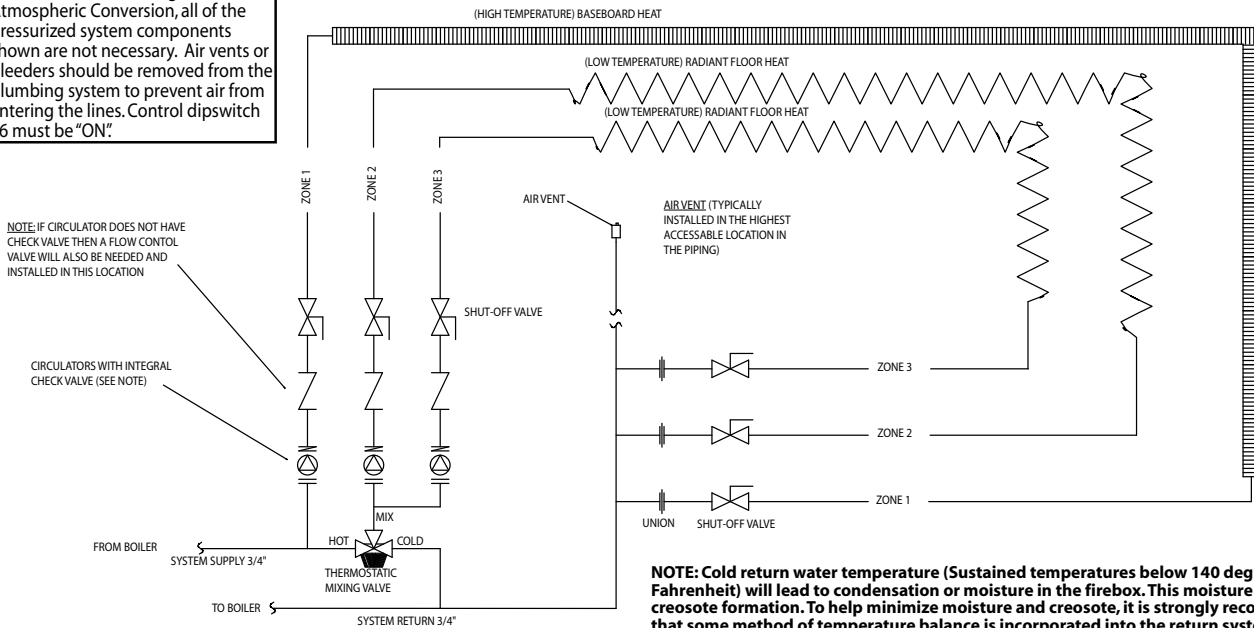 Atmospheric Conversion, all of the
ressurized system components
hown are not necessary. Air vents or
leeders should be removed from the
lumbing system to prevent air from
ntering the lines. Control dipswitch
6 must be "ON".
(HIGH TEMPERATURE) BASEBOARD HEAT
(LOW TEMPERATURE) RADIANT FLOOR HEAT
(LOW TEMPERATURE) RADIANT FLOOR HEAT
ZONE 1
ZONE 2
ZONE 3
AIR VENT
AIR VENT (TYPICALLY
INSTALLED IN THE HIGHEST
ACCESSABLE LOCATION IN
THE PIPING)
NOTE: IF CIRCULATOR DOES NOT HAVE
CHECK VALVE THEN A FLOW CONTOL
VALVE WILL ALSO BE NEEDED AND
INSTALLED IN THIS LOCATION
SHUT-OFF VALVE
CIRCULATORS WITH INTEGRAL
CHECK VALVE (SEE NOTE)
ZONE 3
ZONE 2
ZONE 1
UNION
SHUT-OFF VALVE
MIX
HOT
COLD
FROM BOILER
SYSTEM SUPPLY 3/4"
THERMOSTATIC
MIXING VALVE
TO BOILER
SYSTEM RETURN 3/4"
NOTE: Cold return water temperature (Sustained temperatures below 140 deg
Fahrenheit) will lead to condensation or moisture in the firebox. This moisture
creosote formation. To help minimize moisture and creosote, it is strongly reco
that some method of temperature balance is incorporated into the return syste